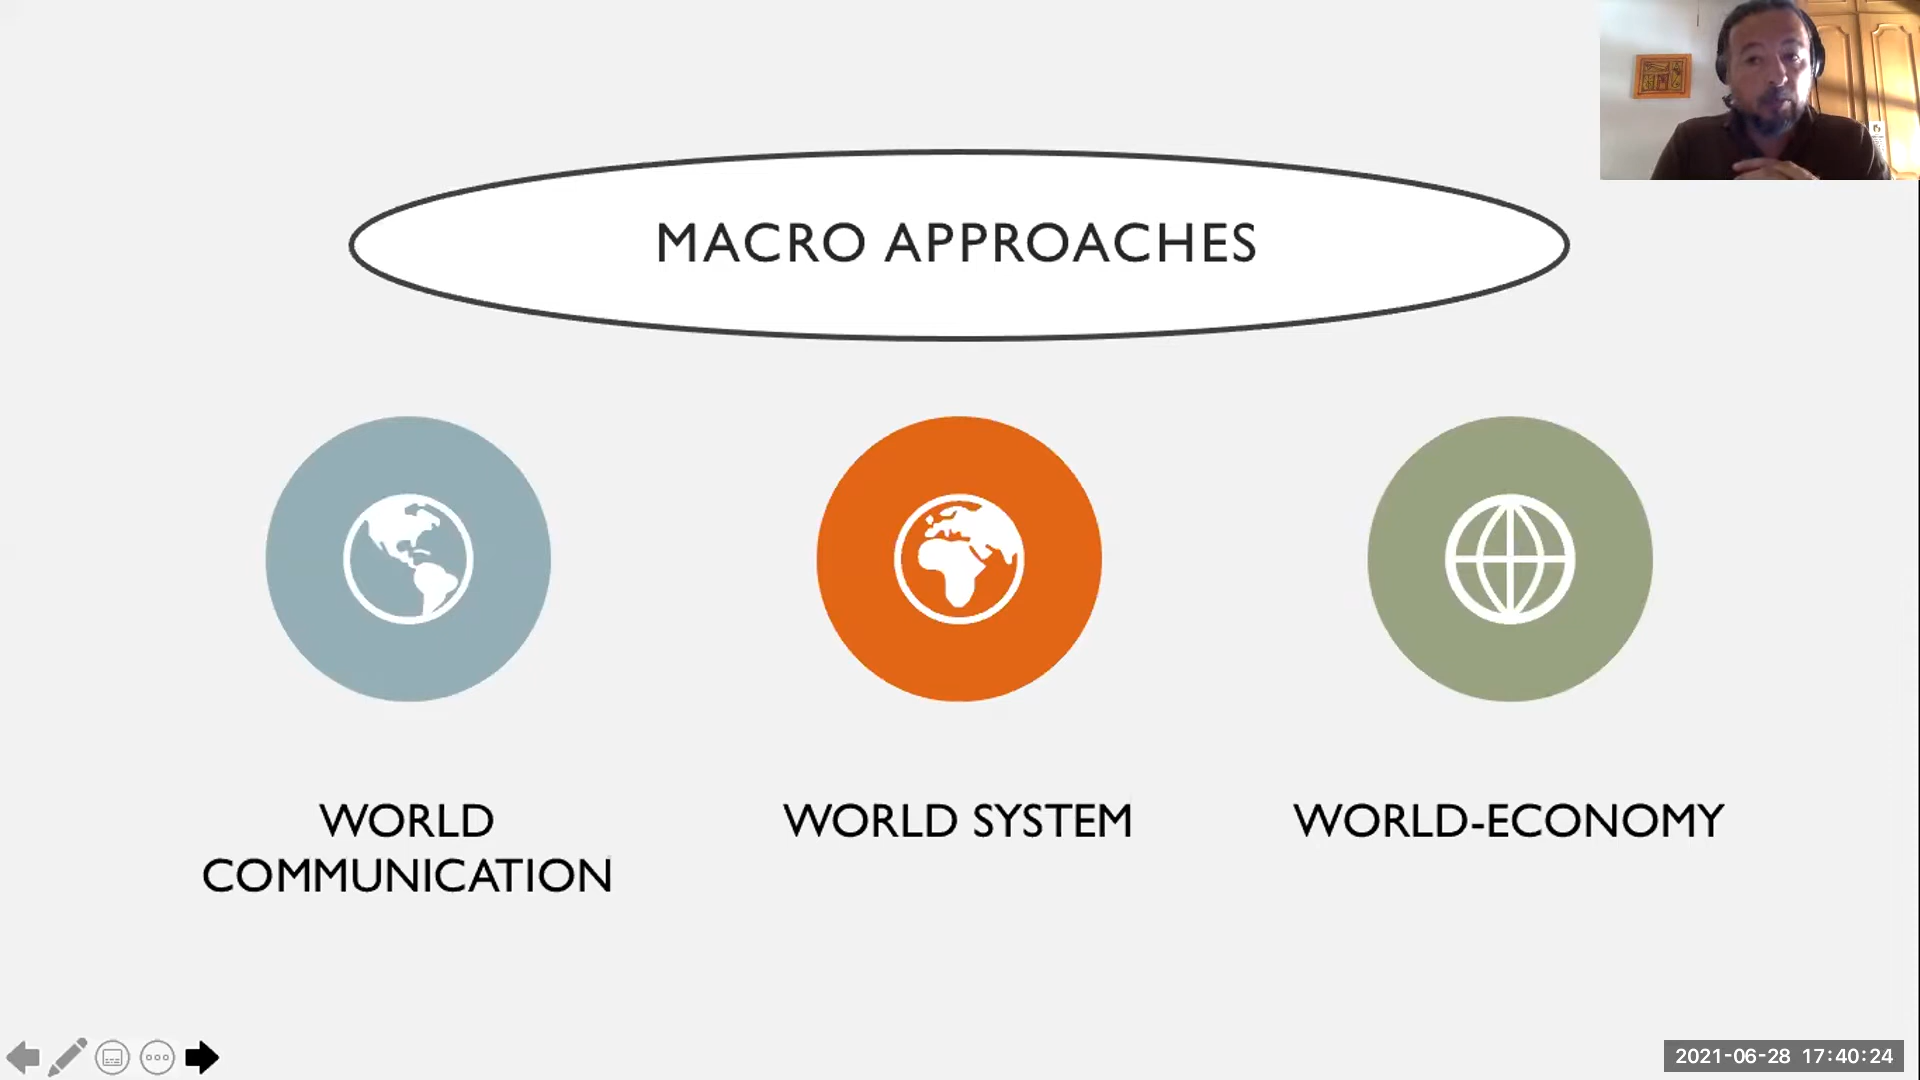 MACRO APPROACHES
WORLD
COMMUNICATION
WORLD SYSTEM
WORLD-ECONOMY
2021-06-28 17:40:24